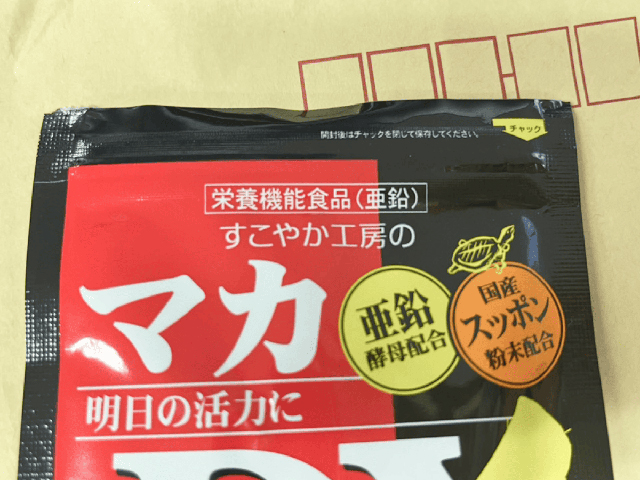 開封後はチャックを閉じて保存してください。
チャック
栄養機能食品(亜鉛)
すこやか工房の
マカ
亜鉛
酵母配合
国産
スッポン
粉末配合
明日の活力に